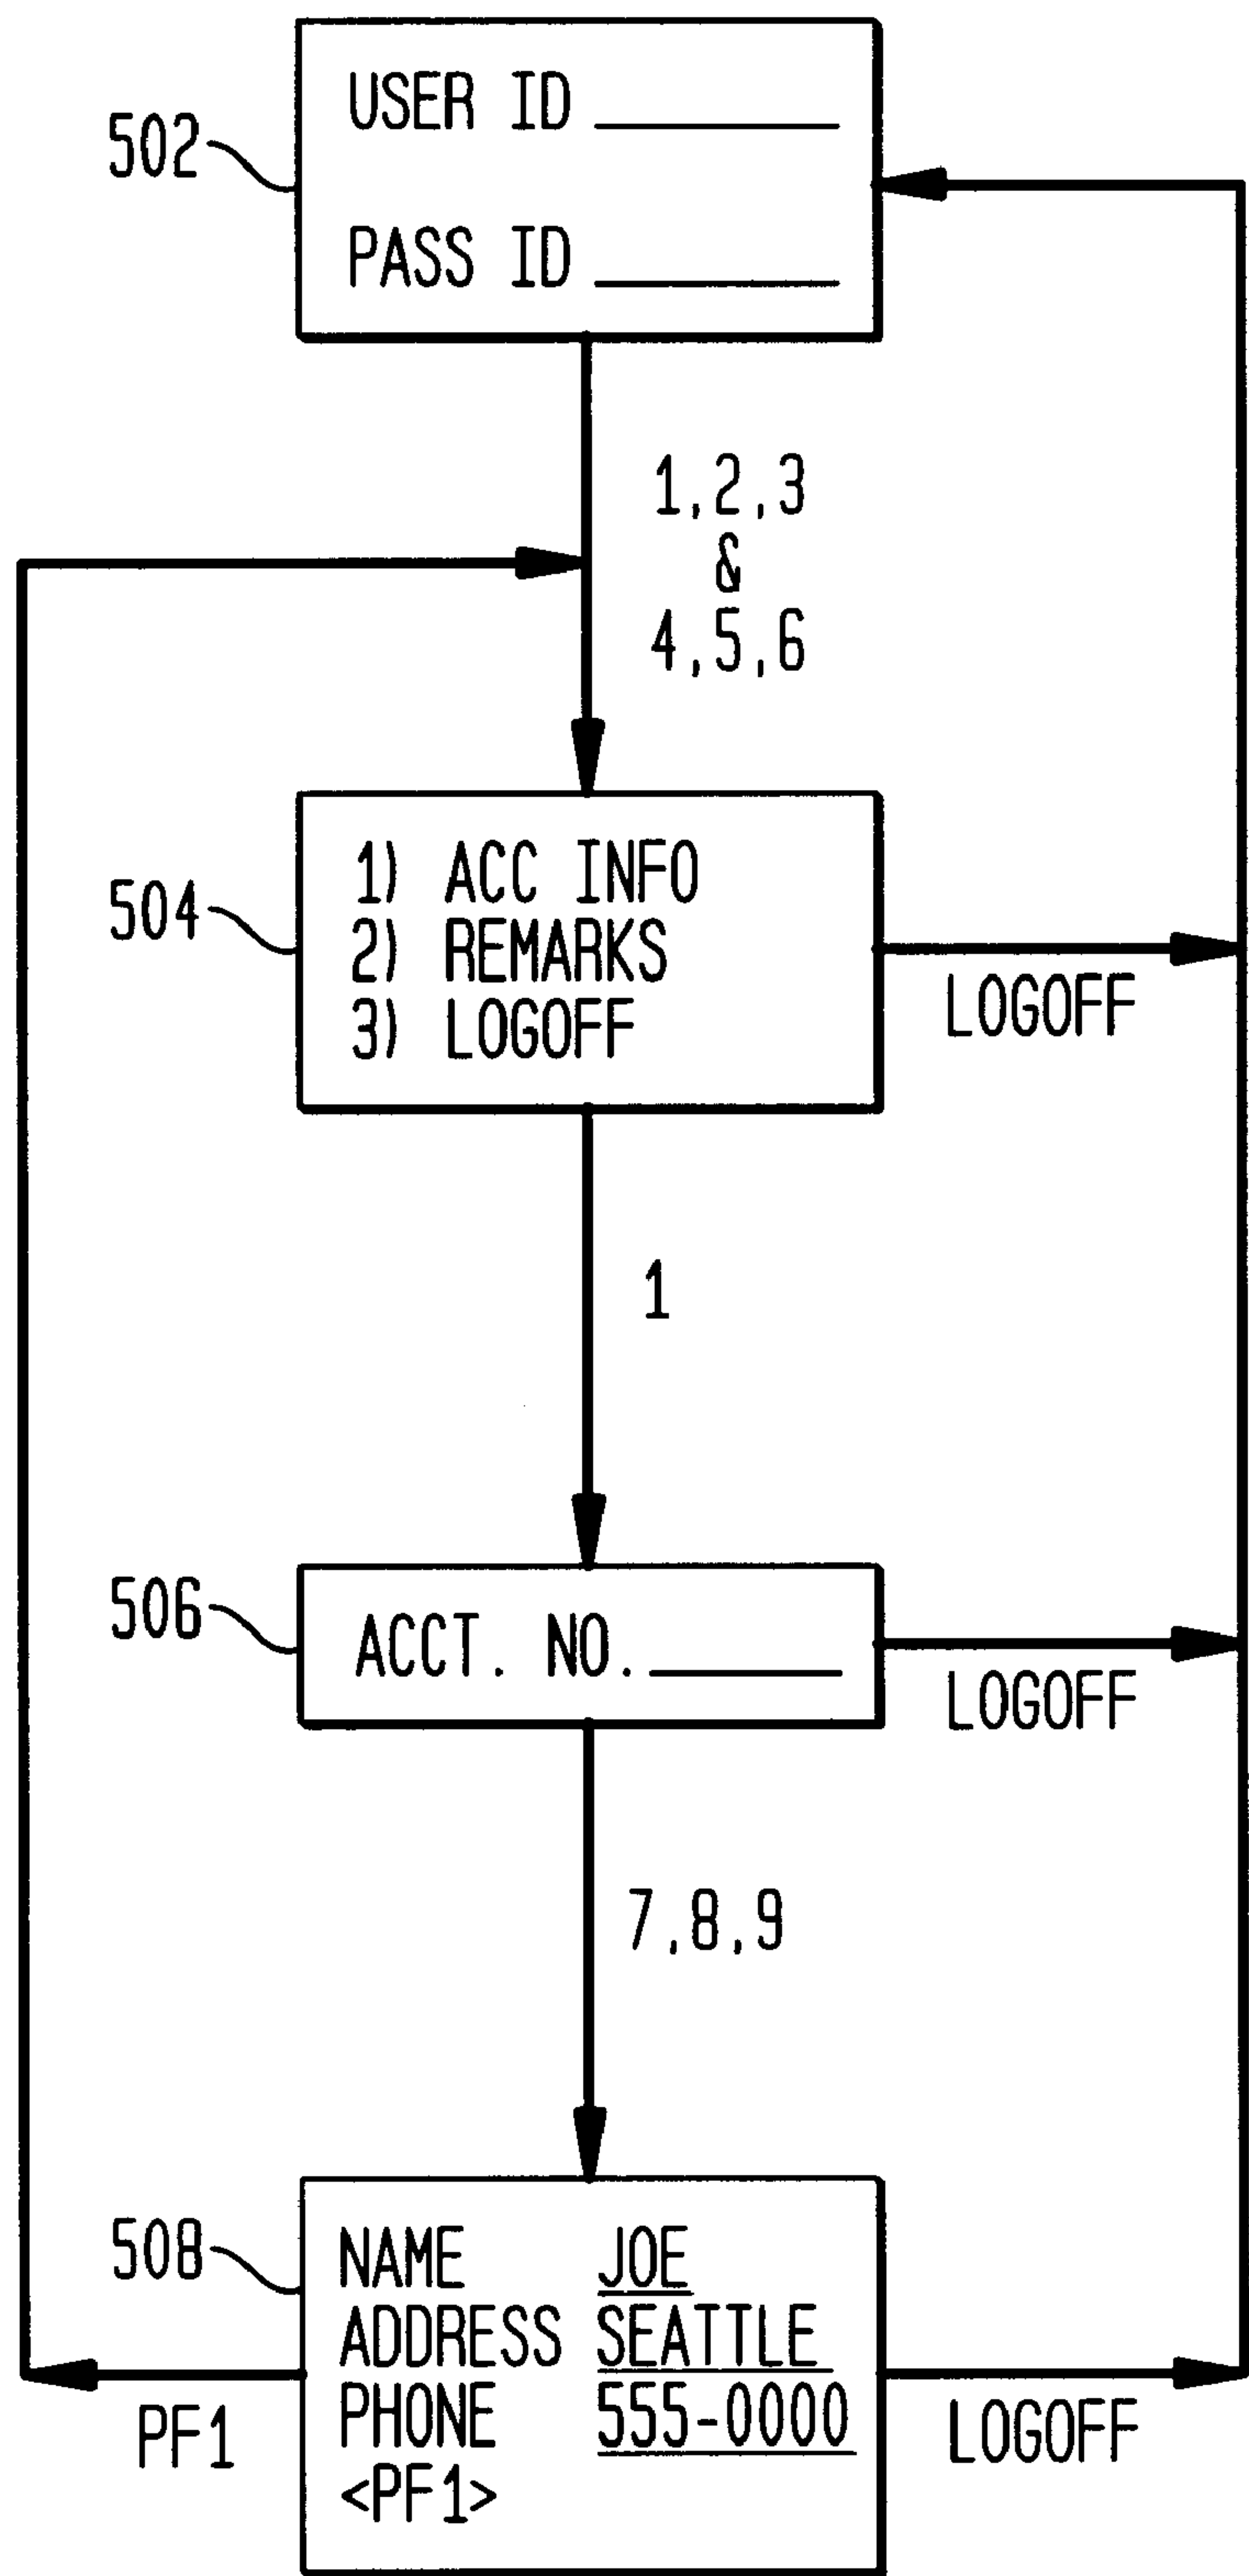 502
USER ID
PASS ID
1,2,3
&
4,5,6
504
1) ACC INFO
2) REMARKS
3) LOGOFF
LOGOFF
1
506
ACCT. NO.
LOGOFF
7,8,9
508
NAME JOE
ADDRESS SEATTLE
PHONE 555-0000
<PF1>
PF1
LOGOFF